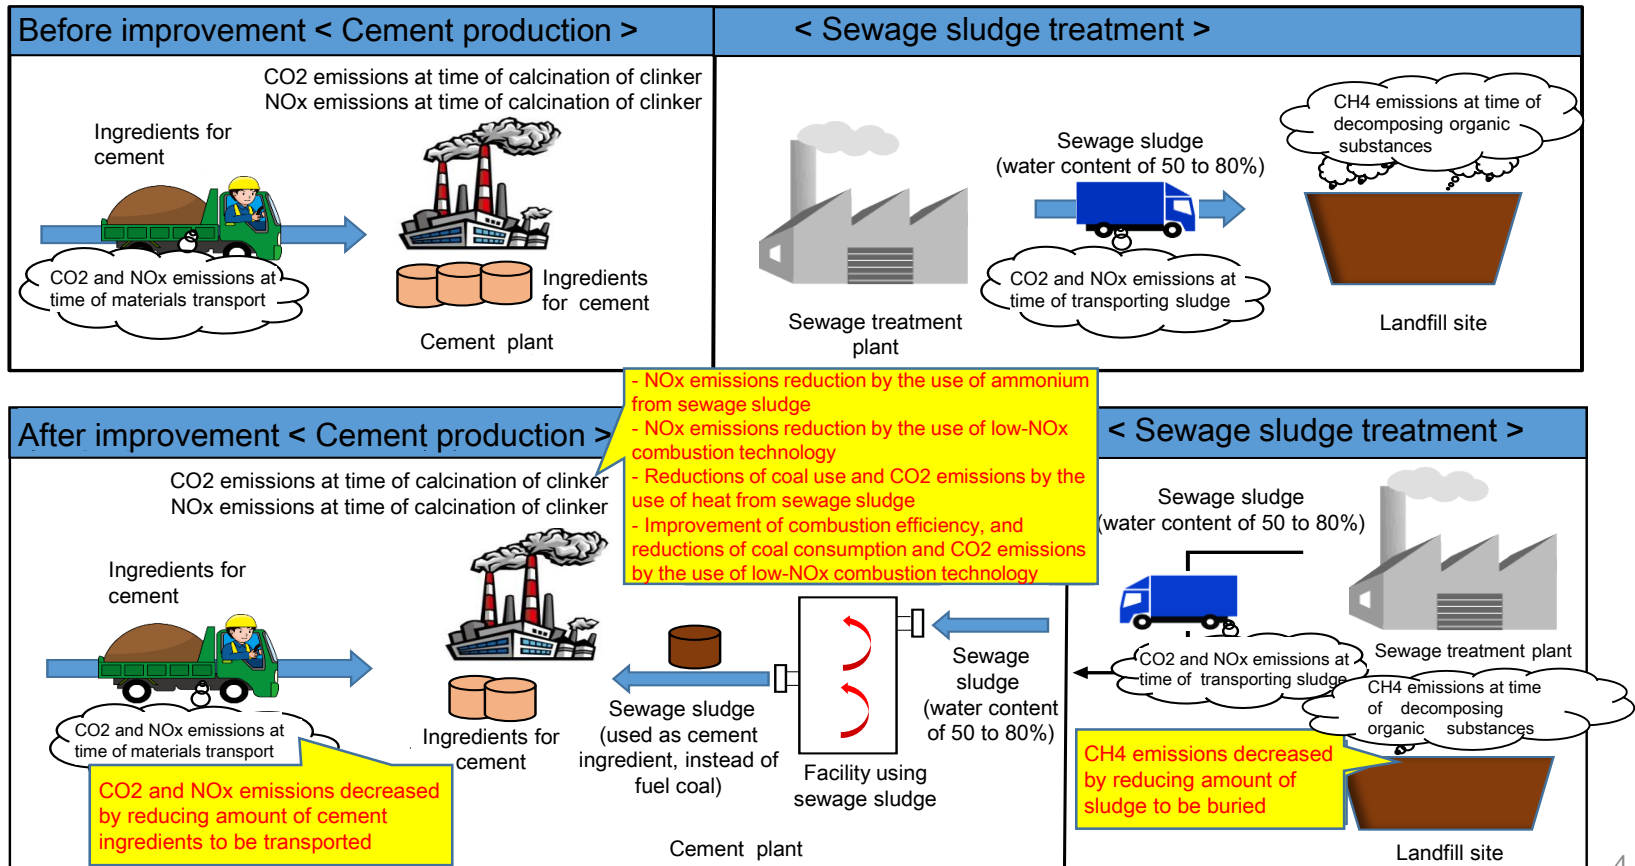 Before improvement < Cement production >
< Sewage sludge treatment >
CO2 emissions at time of calcination of clinker
NOx emissions at time of calcination of clinker
Ingredients for
cement
CO2 and NOx emissions at
time of materials transport
Ingredients
for cement
Cement plant
Sewage sludge
(water content of 50 to 80%)
CH4 emissions at time of
decomposing organic
substances
CO2 and NOx emissions at
time of transporting sludge
Sewage treatment
plant
Landfill site
- NOx emissions reduction by the use of ammonium
from sewage sludge
- NOx emissions reduction by the use of low-NOx
combustion technology
- Reductions of coal use and CO2 emissions by the
use of heat from sewage sludge
- Improvement of combustion efficiency, and
reductions of coal consumption and CO2 emissions
by the use of low-NOx combustion technology
After improvement < Cement production >
< Sewage sludge treatment >
CO2 emissions at time of calcination of clinker
NOx emissions at time of calcination of clinker
Ingredients for
cement
CO2 and NOx emissions at
time of materials transport
CO2 and NOx emissions decreased
by reducing amount of cement
ingredients to be transported
Ingredients for
cement
Sewage sludge
(used as cement
ingredient, instead of
fuel coal)
Facility using
sewage sludge
Sewage
sludge
(water content
of 50 to 80%)
Cement plant
Sewage sludge
(water content of 50 to 80%)
Sewage treatment plant
CO2 and NOx emissions at
time of transporting sludge
CH4 emissions at time
of decomposing
organic substances
CH4 emissions decreased
by reducing amount of
sludge to be buried
Landfill site
4